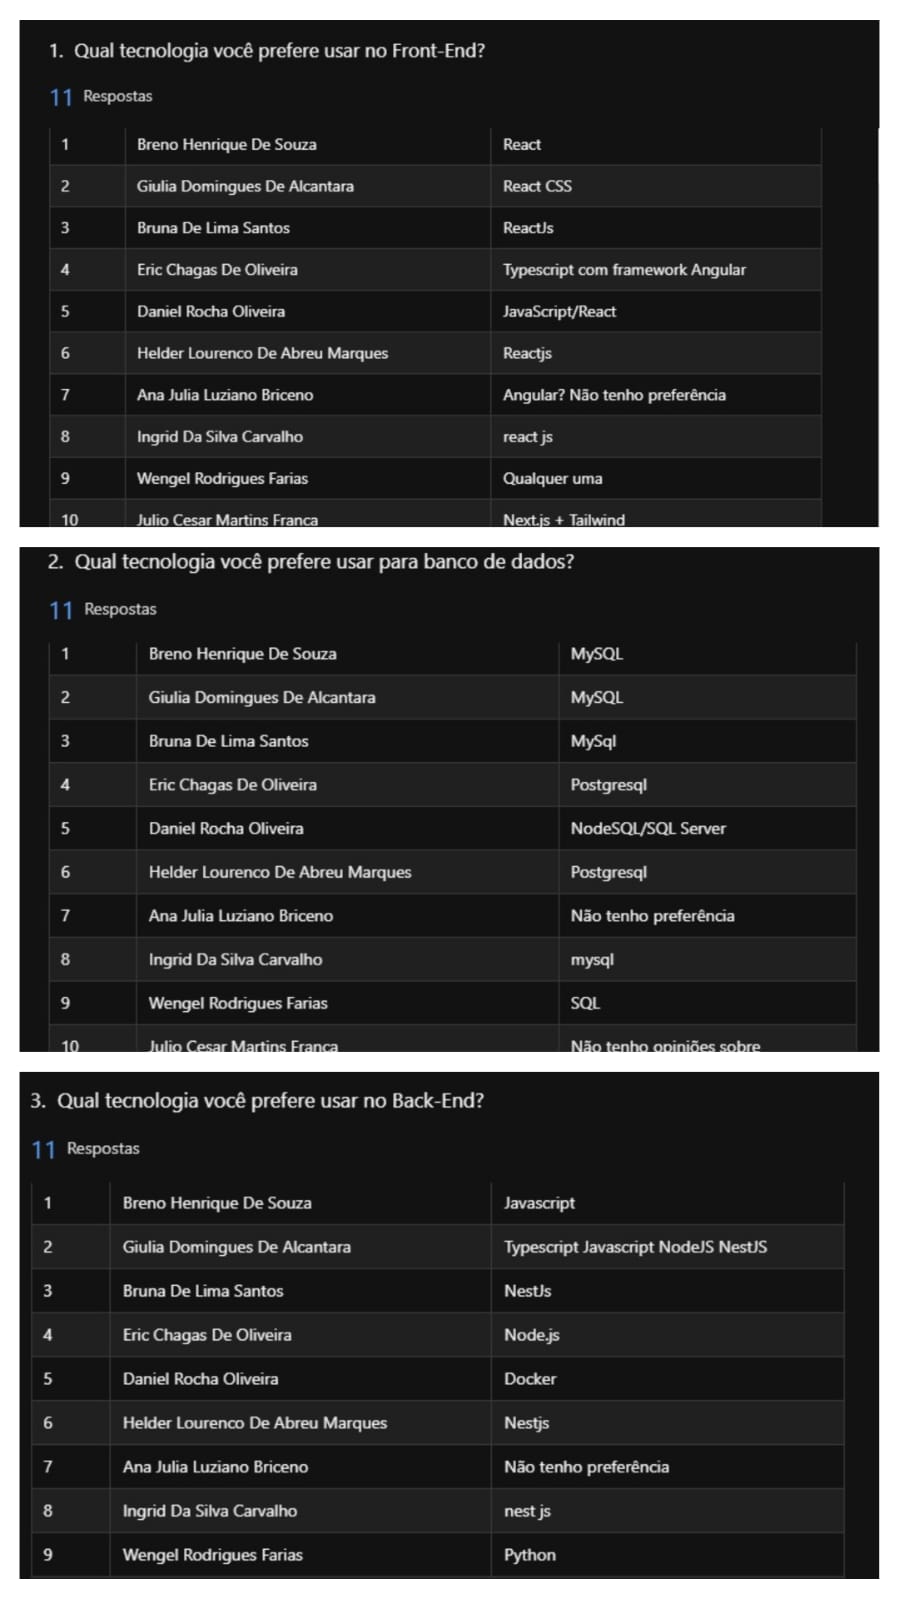 1. Qual tecnologia você prefere usar no Front-End?
11 Respostas
1 Breno Henrique De Souza React
2 Giulia Domingues De Alcantara React CSS
3 Bruna De Lima Santos ReactJs
4 Eric Chagas De Oliveira Typescript com framework Angular
5 Daniel Rocha Oliveira JavaScript/React
6 Helder Lourenco De Abreu Marques Reactjs
7 Ana Julia Luziano Briceno Angular? Não tenho preferência
8 Ingrid Da Silva Carvalho react js
9 Wengel Rodrigues Farias Qualquer uma
10 Julio Cesar Martins Franca Next.js + Tailwind
2. Qual tecnologia você prefere usar para banco de dados?
11 Respostas
1 Breno Henrique De Souza MySQL
2 Giulia Domingues De Alcantara MySQL
3 Bruna De Lima Santos MySql
4 Eric Chagas De Oliveira Postgresql
5 Daniel Rocha Oliveira NodeSQL/SQL Server
6 Helder Lourenco De Abreu Marques Postgresql
7 Ana Julia Luziano Briceno Não tenho preferência
8 Ingrid Da Silva Carvalho mysql
9 Wengel Rodrigues Farias SQL
10 Julio Cesar Martins Franca Não tenho opiniões sobre
3. Qual tecnologia você prefere usar no Back-End?
11 Respostas
1 Breno Henrique De Souza Javascript
2 Giulia Domingues De Alcantara Typescript Javascript NodeJS NestJS
3 Bruna De Lima Santos NestJs
4 Eric Chagas De Oliveira Node.js
5 Daniel Rocha Oliveira Docker
6 Helder Lourenco De Abreu Marques Nestjs
7 Ana Julia Luziano Briceno Não tenho preferência
8 Ingrid Da Silva Carvalho nest js
9 Wengel Rodrigues Farias Python